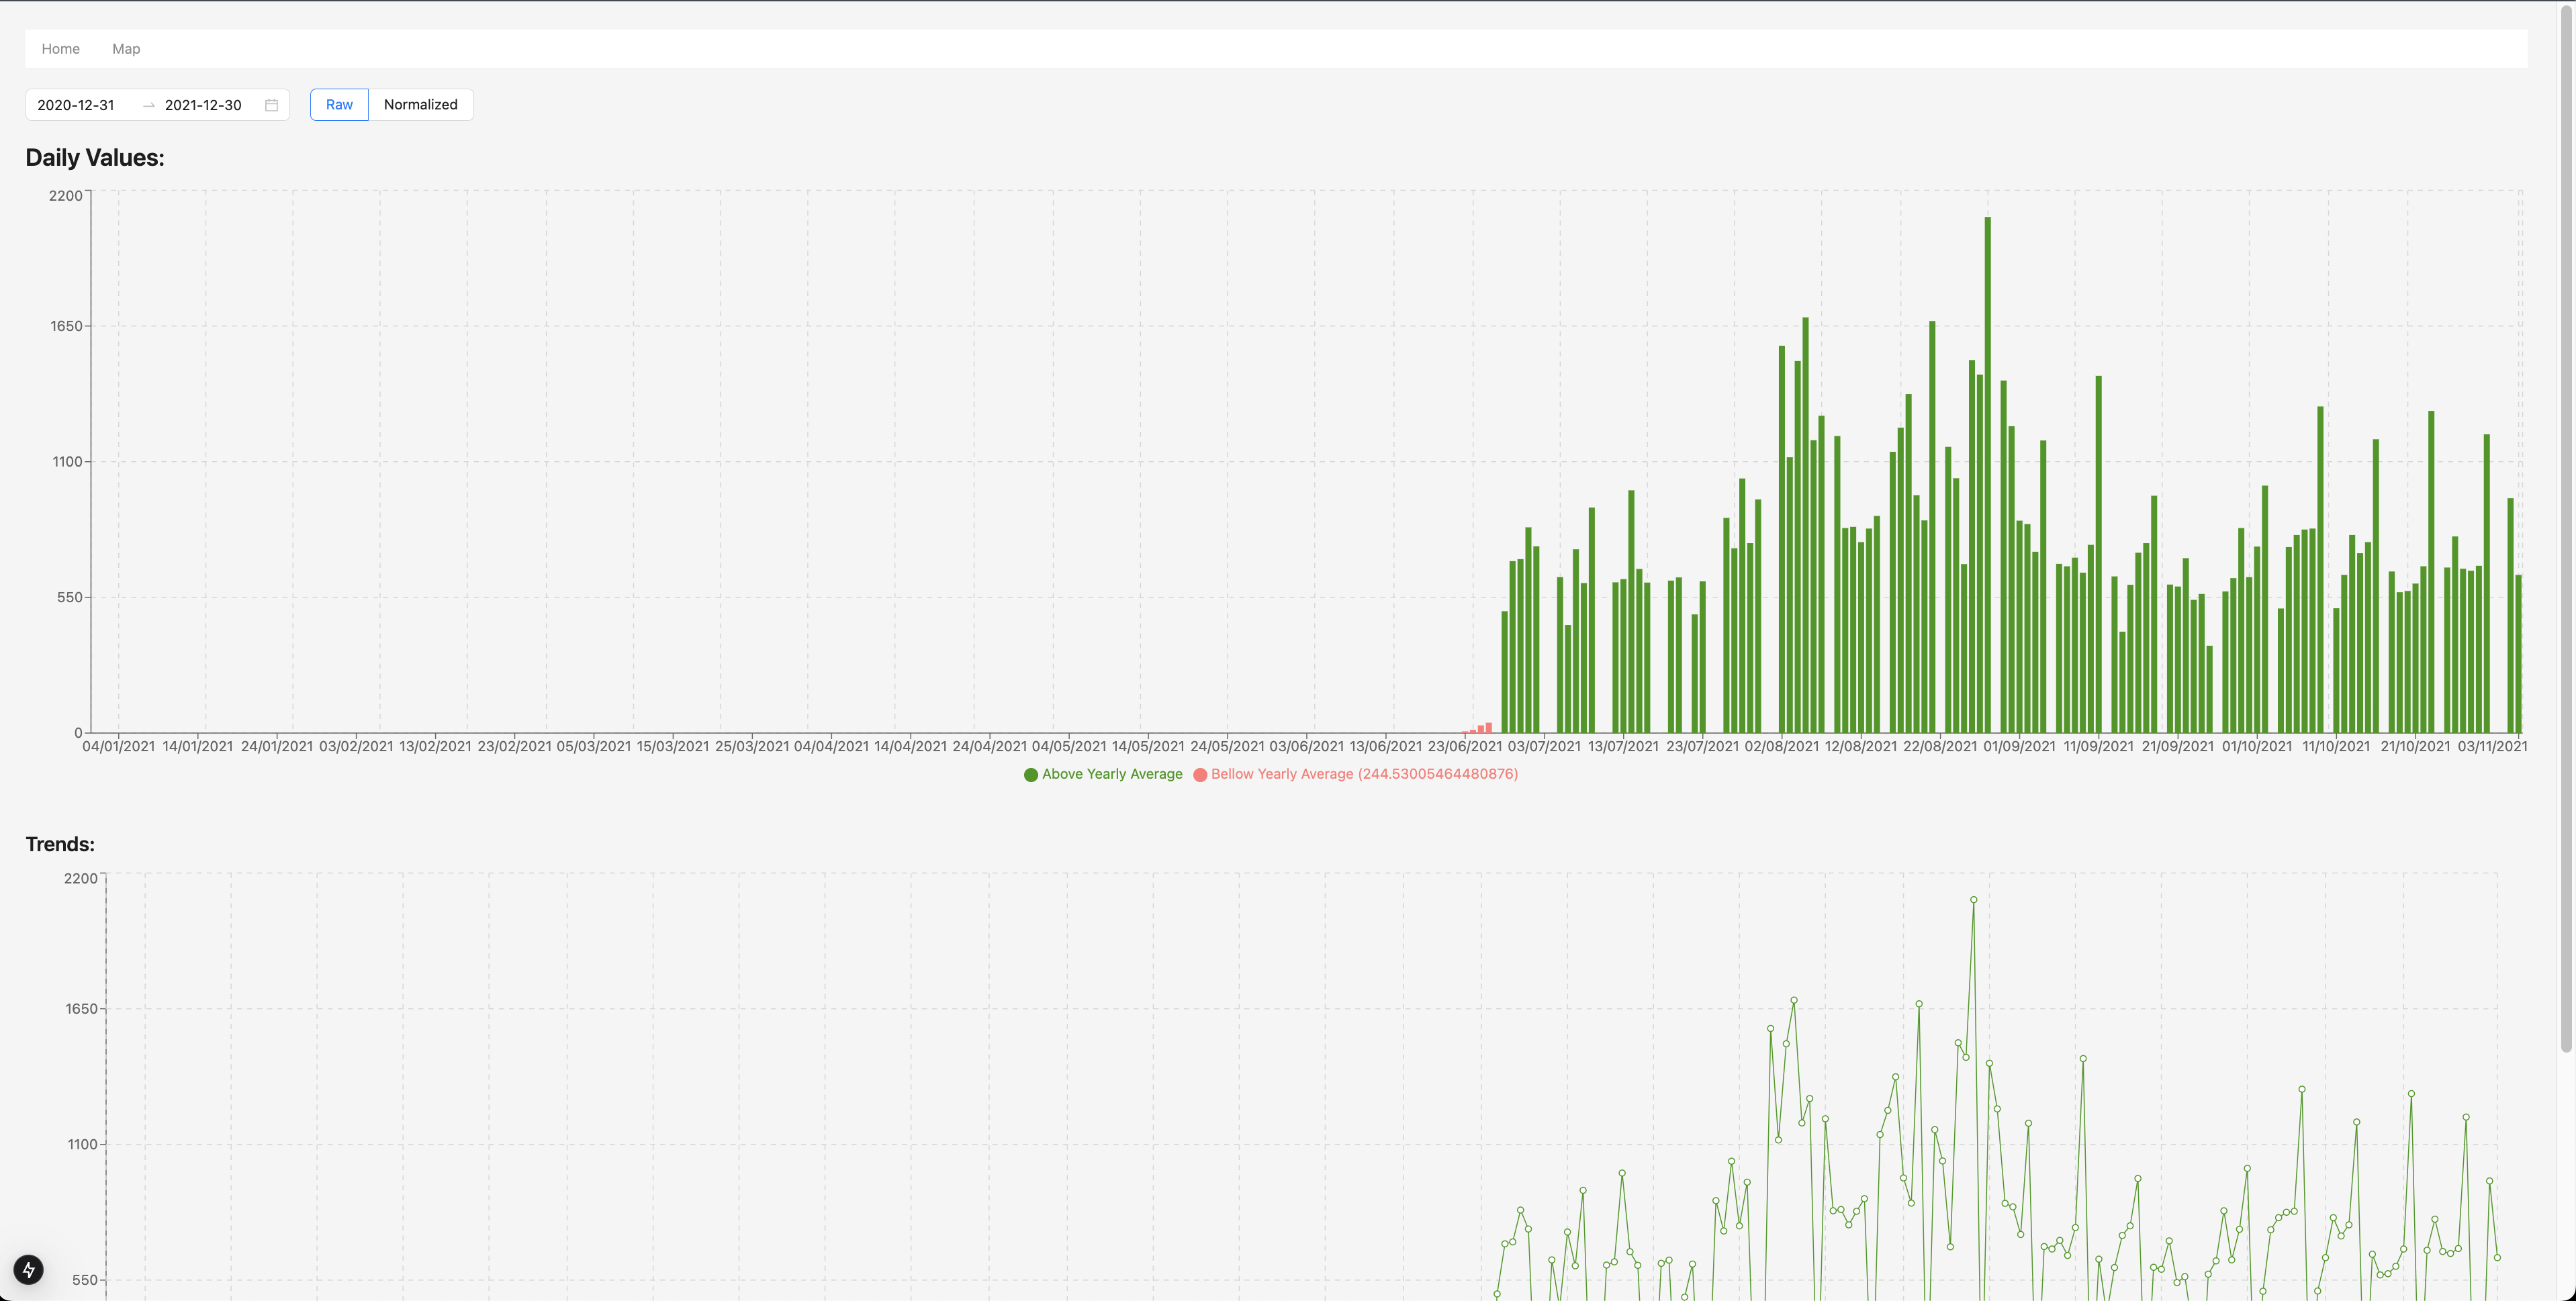 Home Map
2020-12-31 → 2021-12-30 Raw Normalized
Daily Values:
2200
1650
1100
550
0
04/01/2021 14/01/2021 24/01/2021 03/02/2021 13/02/2021 23/02/2021 05/03/2021 15/03/2021 25/03/2021 04/04/2021 14/04/2021 24/04/2021 04/05/2021 14/05/2021 24/05/2021 03/06/2021 13/06/2021 23/06/2021 03/07/2021 13/07/2021 23/07/2021 02/08/2021 12/08/2021 22/08/2021 01/09/2021 11/09/2021 21/09/2021 01/10/2021 11/10/2021 21/10/2021 03/11/2021
Above Yearly Average Bellow Yearly Average (244.53005464480876)
Trends:
2200
1650
1100
550